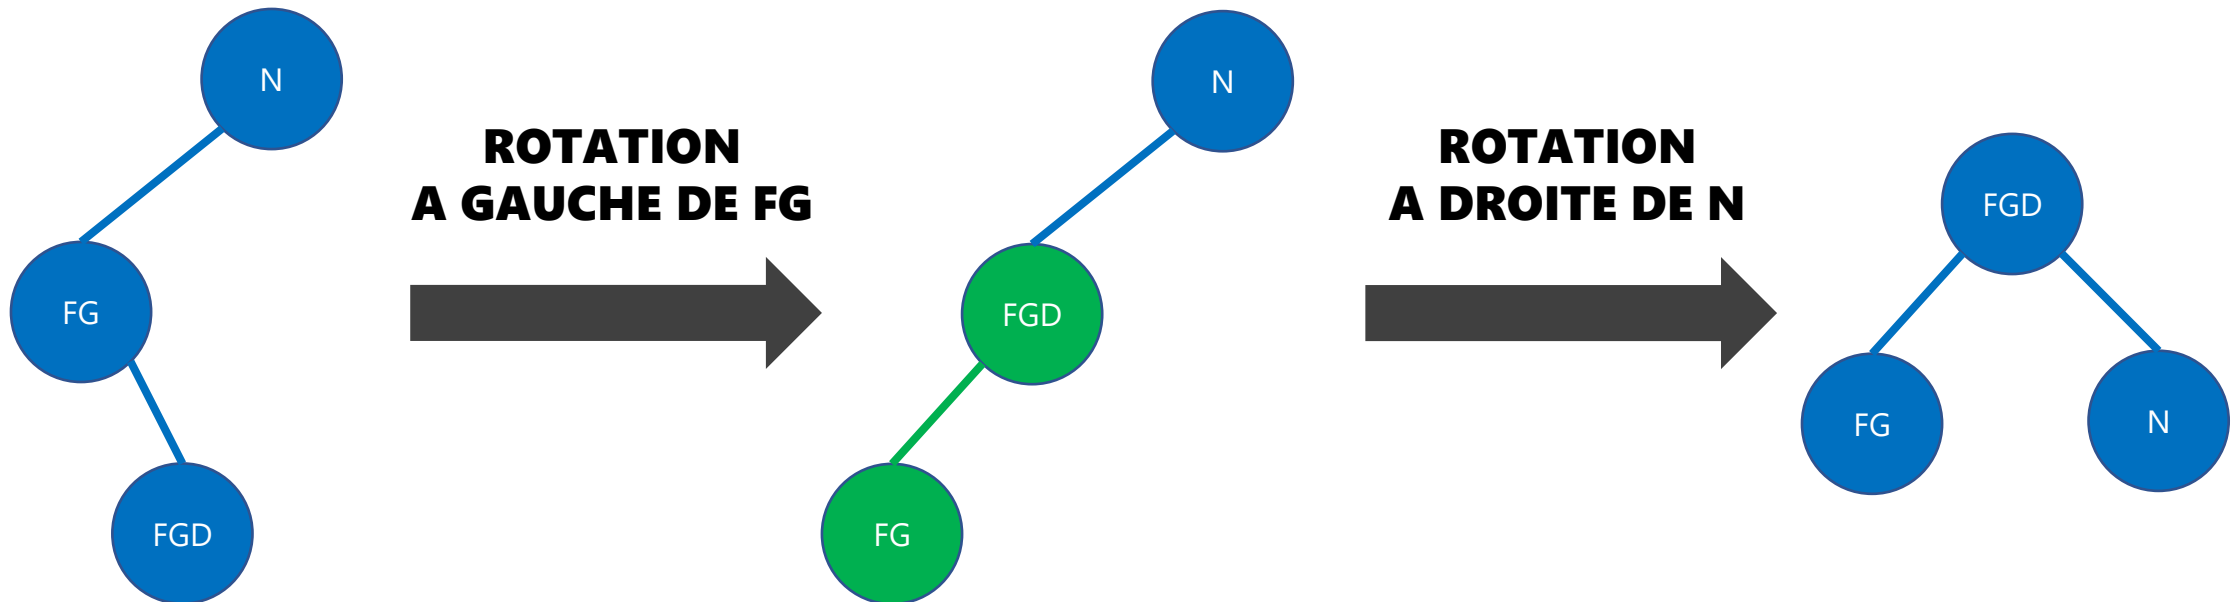 N
FG
FGD
ROTATION
A GAUCHE DE FG
N
FGD
FG
ROTATION
A DROITE DE N
FGD
FG
N